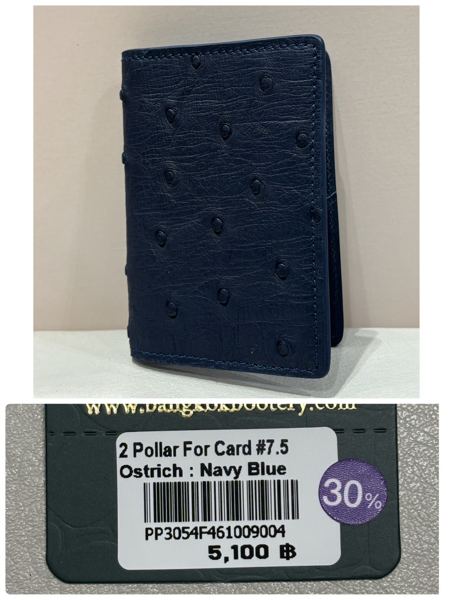 www.bangkokbootery.com
2 Pollar For Card #7.5
Ostrich : Navy Blue
30%
PP3054F461009004
5,100 ฿